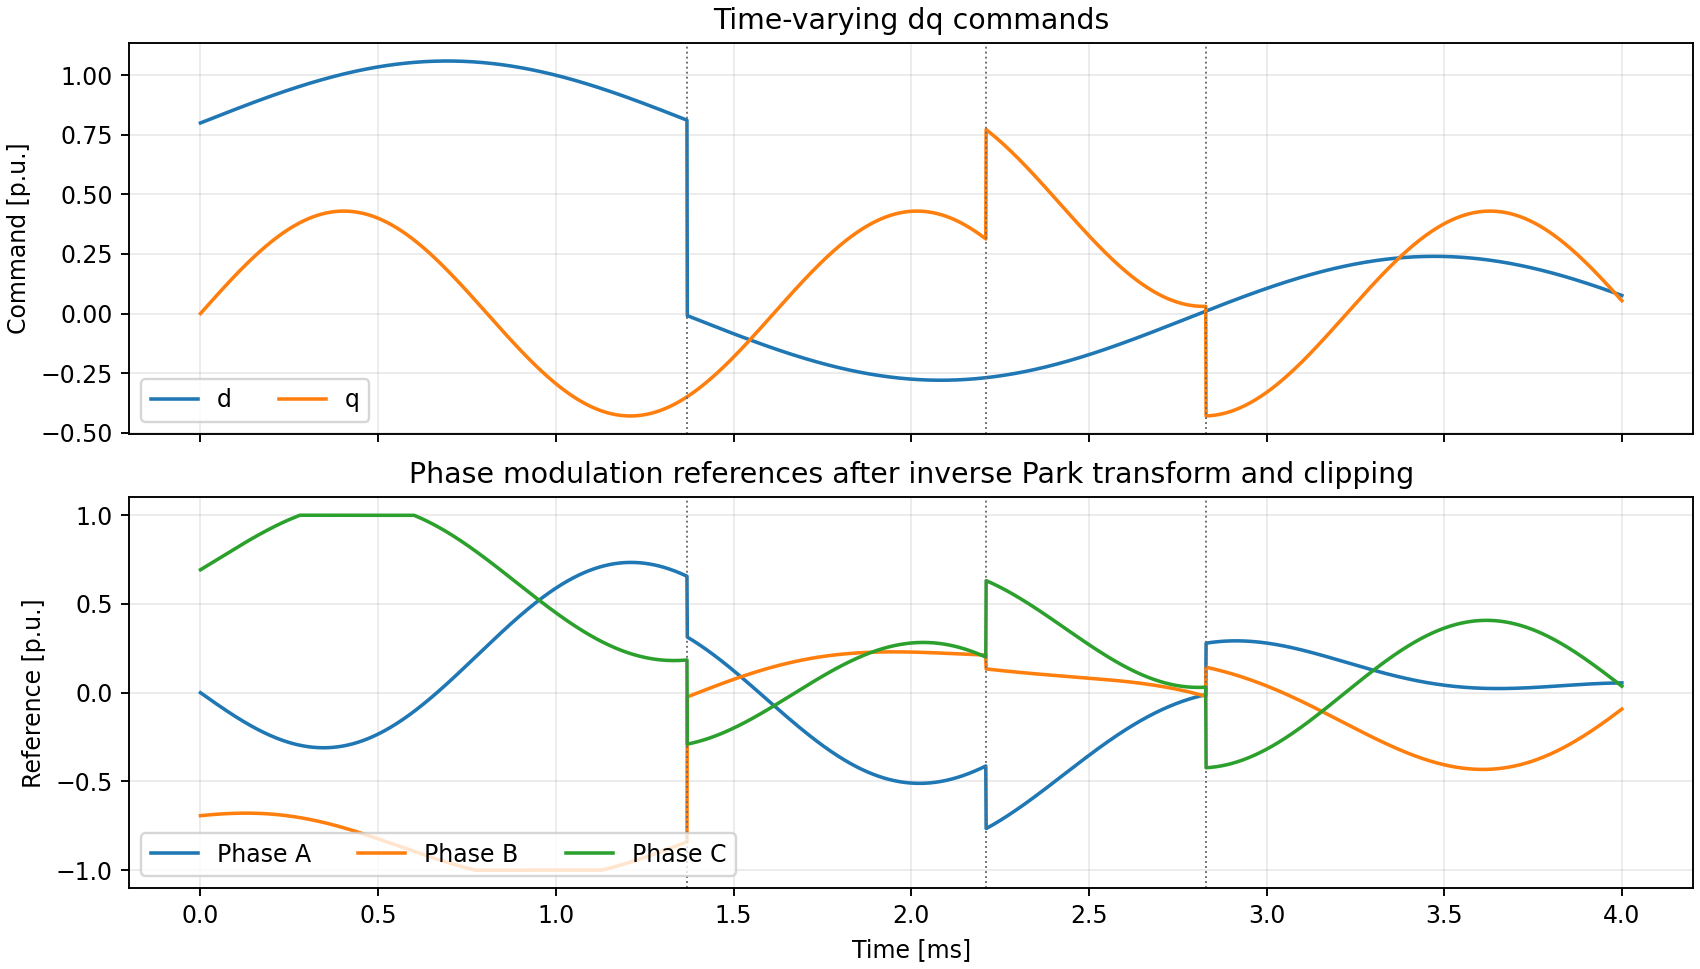 Time-varying dq commands
Command [p.u.]
1.00
0.75
0.50
0.25
0.00
−0.25
−0.50
d q
Phase modulation references after inverse Park transform and clipping
Reference [p.u.]
1.0
0.5
0.0
−0.5
−1.0
Phase A Phase B Phase C
0.0 0.5 1.0 1.5 2.0 2.5 3.0 3.5 4.0
Time [ms]